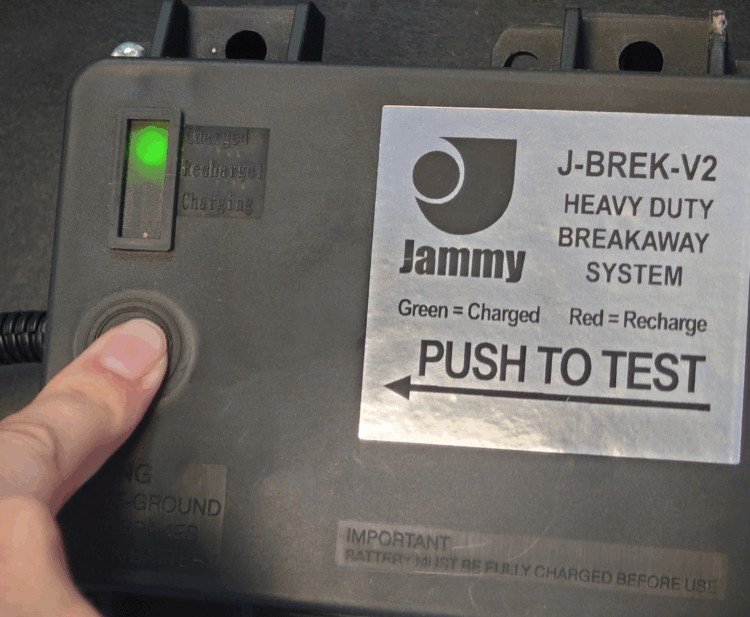 Charged
Recharge!
Charging
Jammy
J-BREK-V2
HEAVY DUTY
BREAKAWAY
SYSTEM
Green = Charged Red = Recharge
PUSH TO TEST
-GROUND
IMPORTANT:
BATTERY MUST BE FULLY CHARGED BEFORE USE